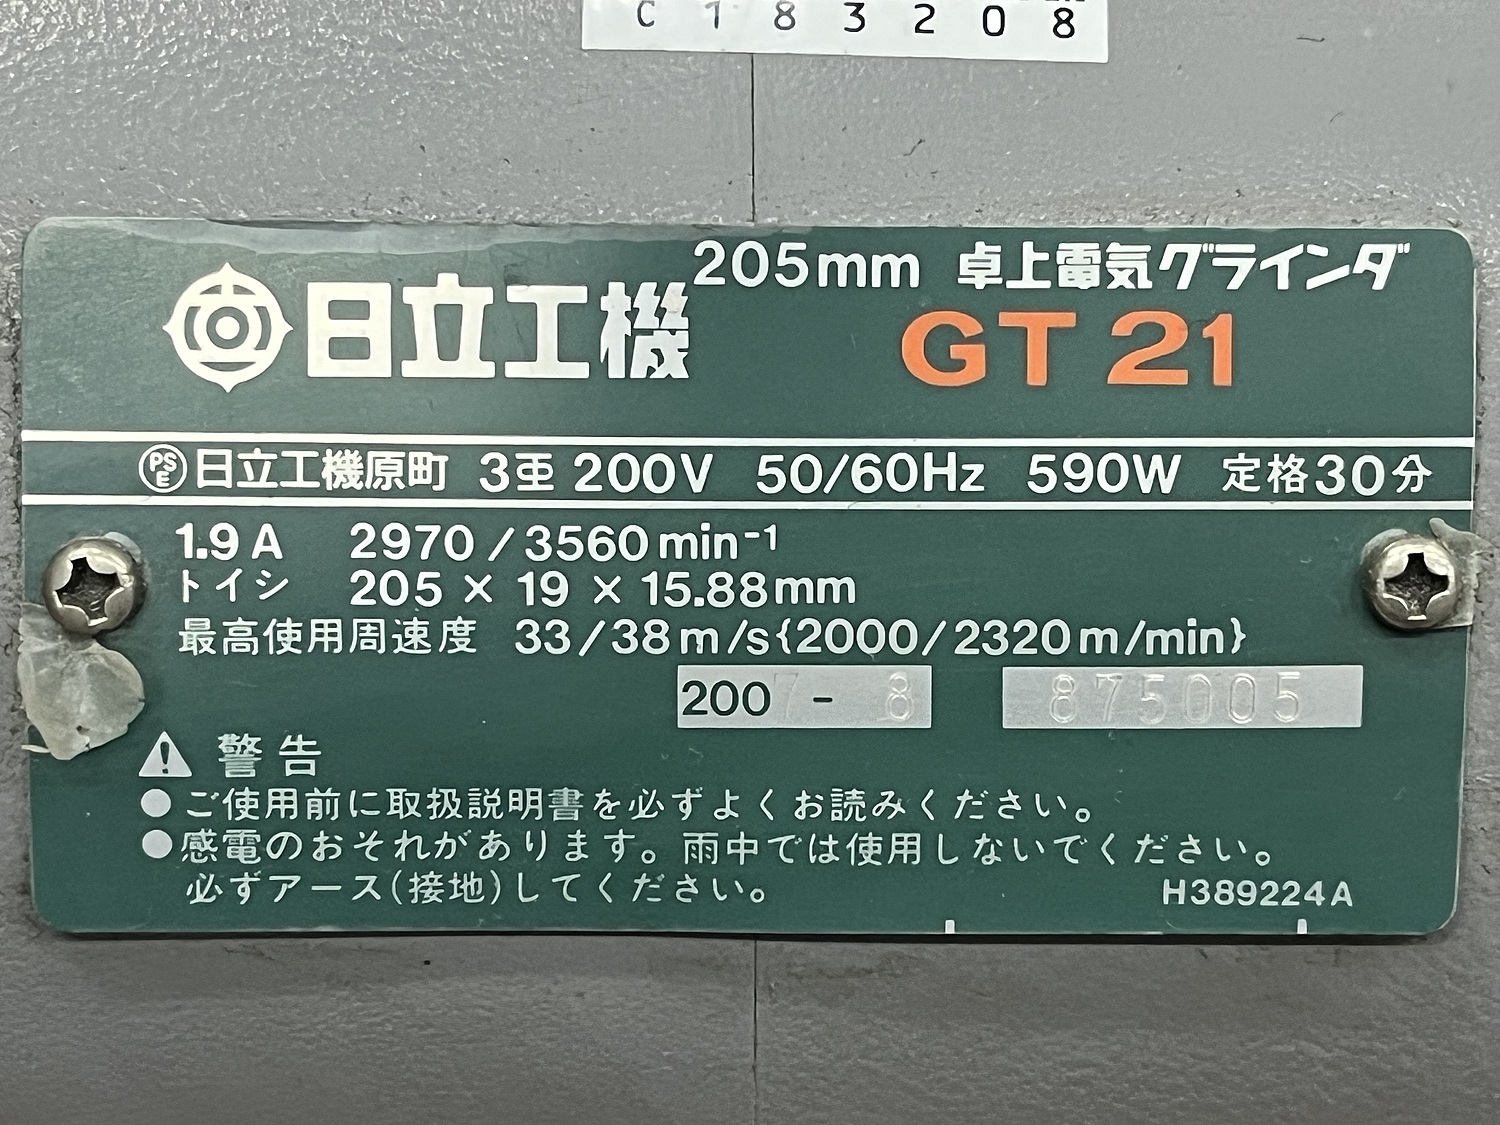 C183208
205mm 卓上電気グラインダ
日立工機 GT 21
PSE 日立工機原町 3相 200V 50/60Hz 590W 定格30分
1.9A 2970/3560min-1
トイシ 205×19×15.88mm
最高使用周速度 33/38m/s{2000/2320m/min}
2007-8 875005
警告
●ご使用前に取扱説明書を必ずよくお読みください。
●感電のおそれがあります。雨中では使用しないでください。
必ずアース(接地)してください。
H389224A